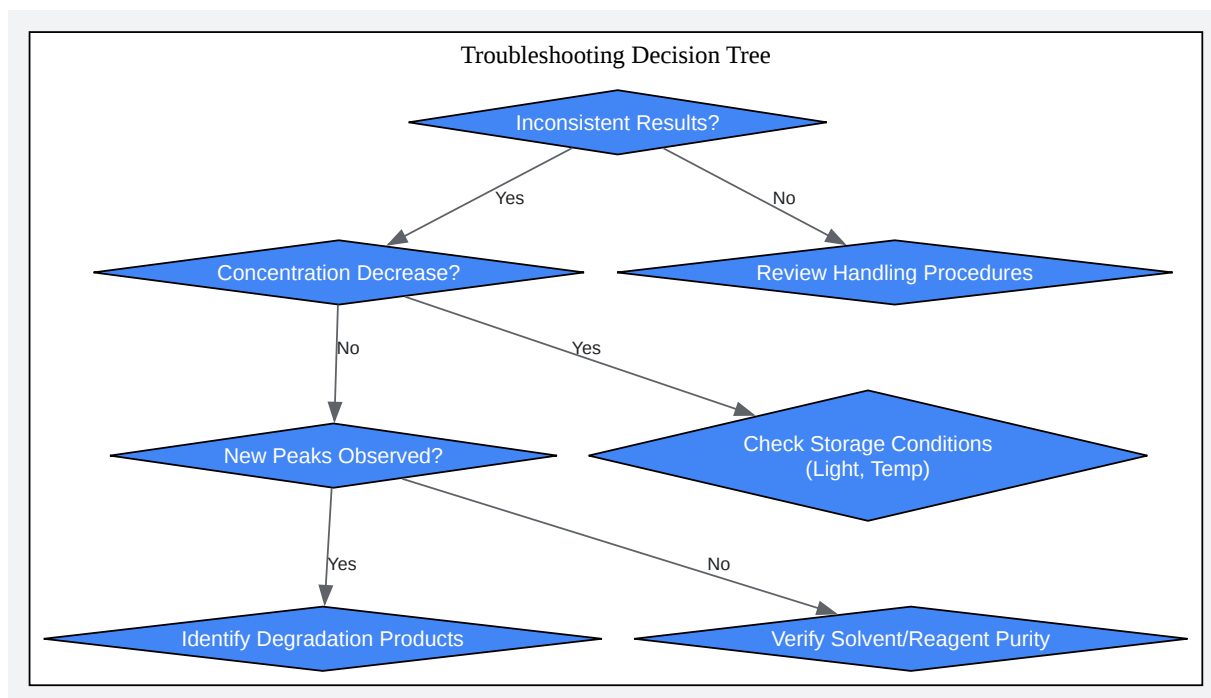 Troubleshooting Decision Tree
Inconsistent Results?
Yes
No
Concentration Decrease?
Review Handling Procedures
No
Yes
New Peaks Observed?
Check Storage Conditions
(Light, Temp)
Yes
No
Identify Degradation Products
Verify Solvent/Reagent Purity